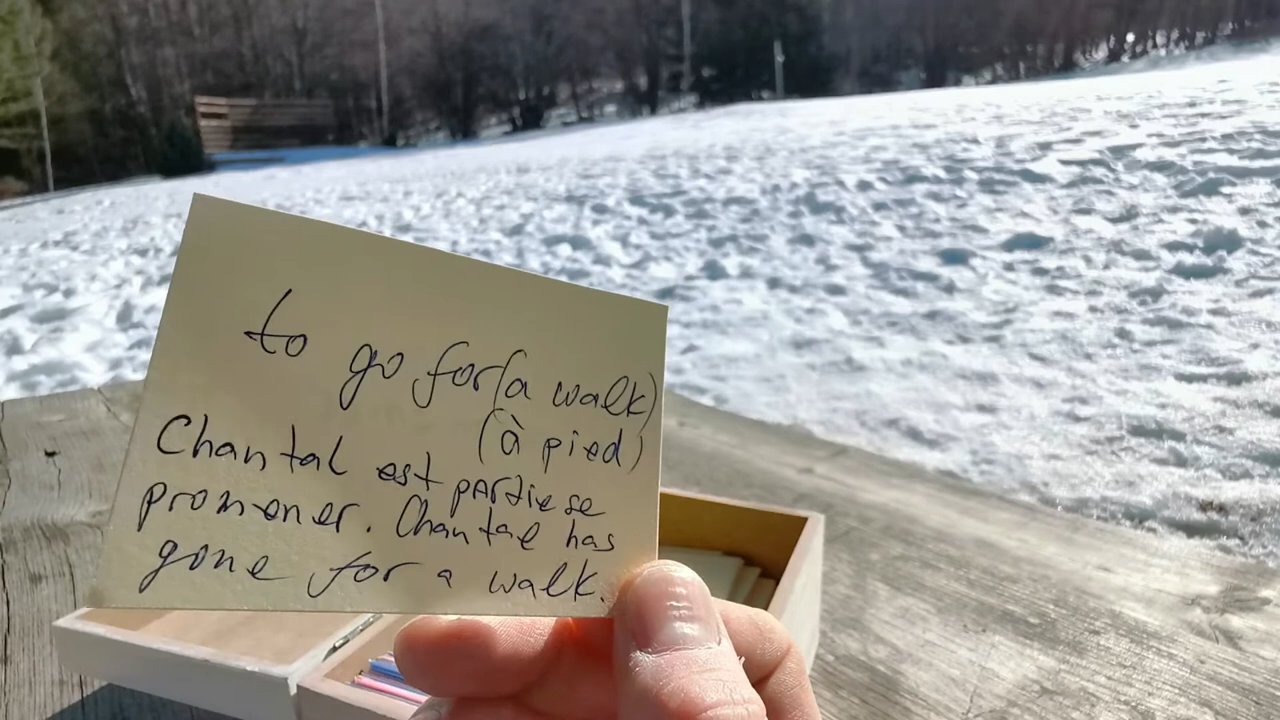 to go for (a walk)
(à pied)
Chantal est partie se
promener. Chantal has
gone for a walk.